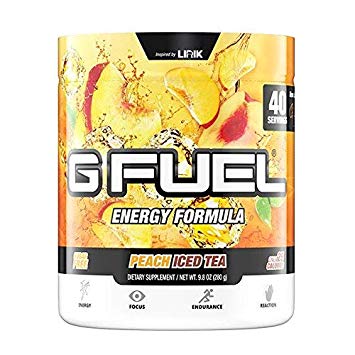 Inspired by LIRIK
40
SERVINGS
G FUEL®
ENERGY FORMULA
PEACH ICED TEA
DIETARY SUPPLEMENT / NET WT. 9.8 OZ (280 g)
ENERGY
FOCUS
ENDURANCE
REACTION